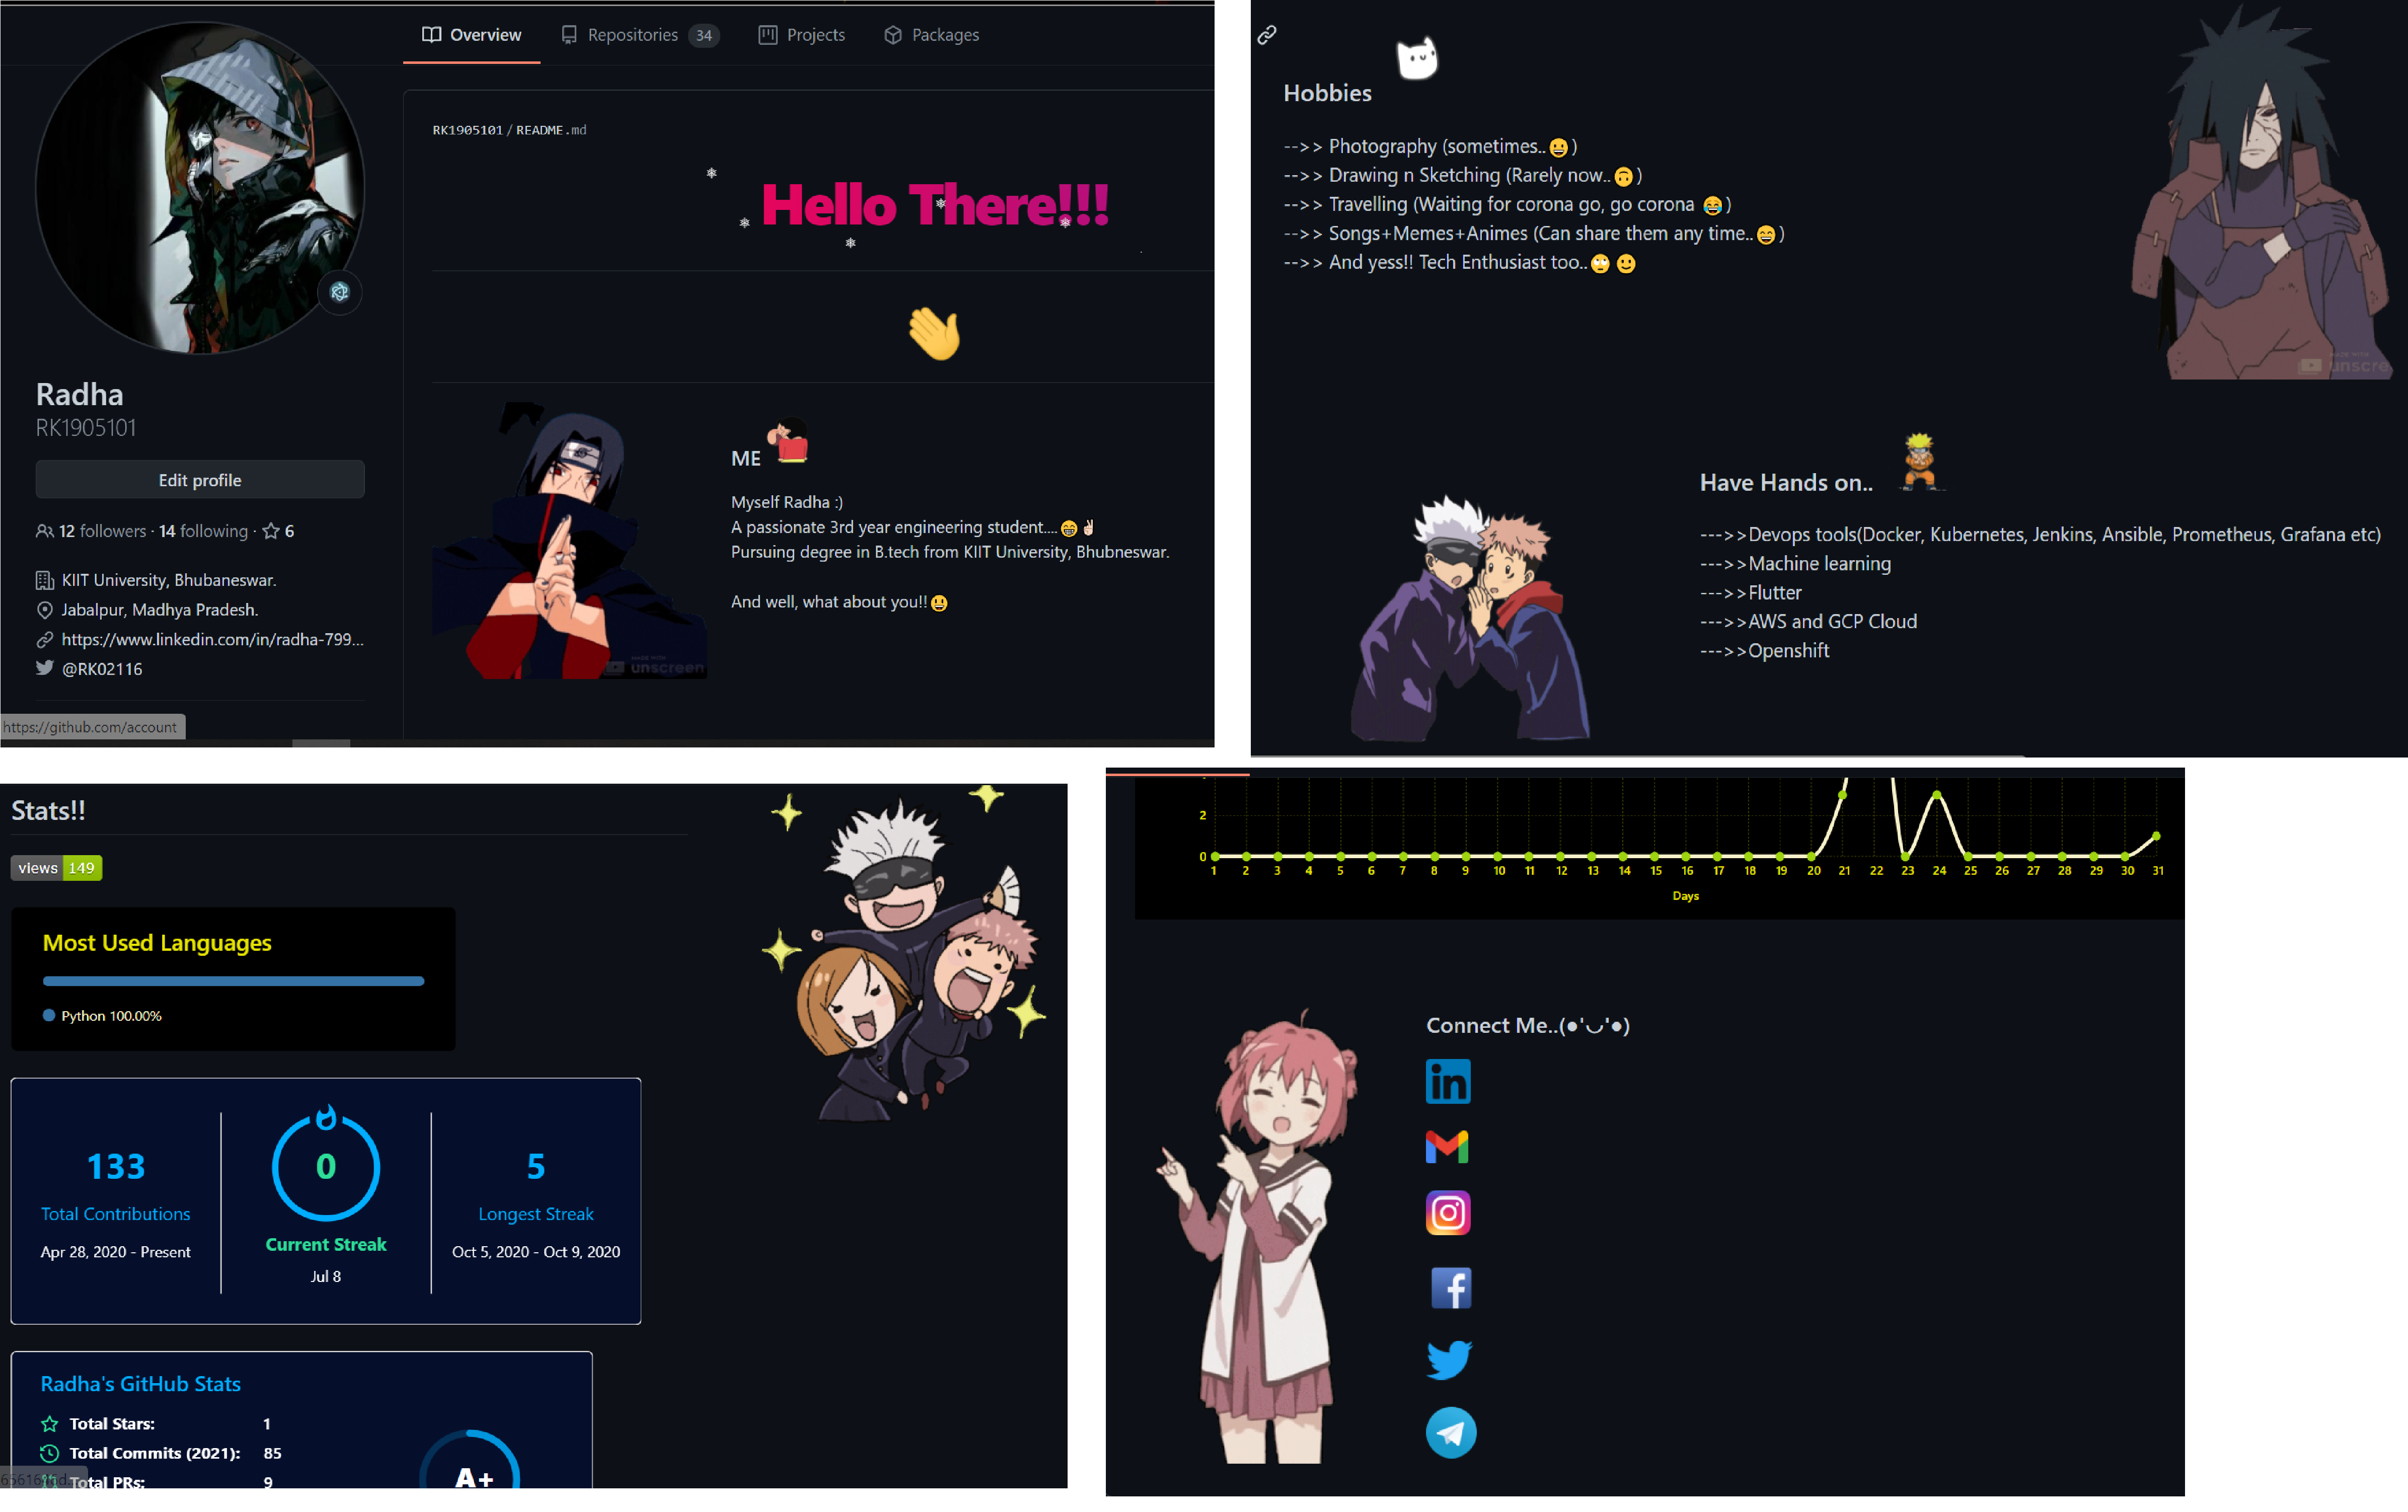 Overview
Repositories 34
Projects
Packages
RK1905101 / README.md
Hello There!!!
Radha
RK1905101
Edit profile
12 followers · 14 following · 6
KIIT University, Bhubaneswar.
Jabalpur, Madhya Pradesh.
https://www.linkedin.com/in/radha-799...
@RK02116
https://github.com/account
ME
Myself Radha :)
A passionate 3rd year engineering student....😁✌🏻
Pursuing degree in B.tech from KIIT University, Bhubneswar.
And well, what about you!!😃
MADE WITH
unscreen
Hobbies
-->> Photography (sometimes..😀)
-->> Drawing n Sketching (Rarely now..🙃)
-->> Travelling (Waiting for corona go, go corona 😂)
-->> Songs+Memes+Animes (Can share them any time..😄)
-->> And yess!! Tech Enthusiast too..🙄 🙂
MADE WITH
unscre
Have Hands on..
--->>Devops tools(Docker, Kubernetes, Jenkins, Ansible, Prometheus, Grafana etc)
--->>Machine learning
--->>Flutter
--->>AWS and GCP Cloud
--->>Openshift
Stats!!
views 149
Most Used Languages
Python 100.00%
133
Total Contributions
Apr 28, 2020 - Present
0
Current Streak
Jul 8
5
Longest Streak
Oct 5, 2020 - Oct 9, 2020
Radha's GitHub Stats
Total Stars: 1
Total Commits (2021): 85
Total PRs: 9
A+
2
0
1 2 3 4 5 6 7 8 9 10 11 12 13 14 15 16 17 18 19 20 21 22 23 24 25 26 27 28 29 30 31
Days
Connect Me..(●'◡'●)
in
f